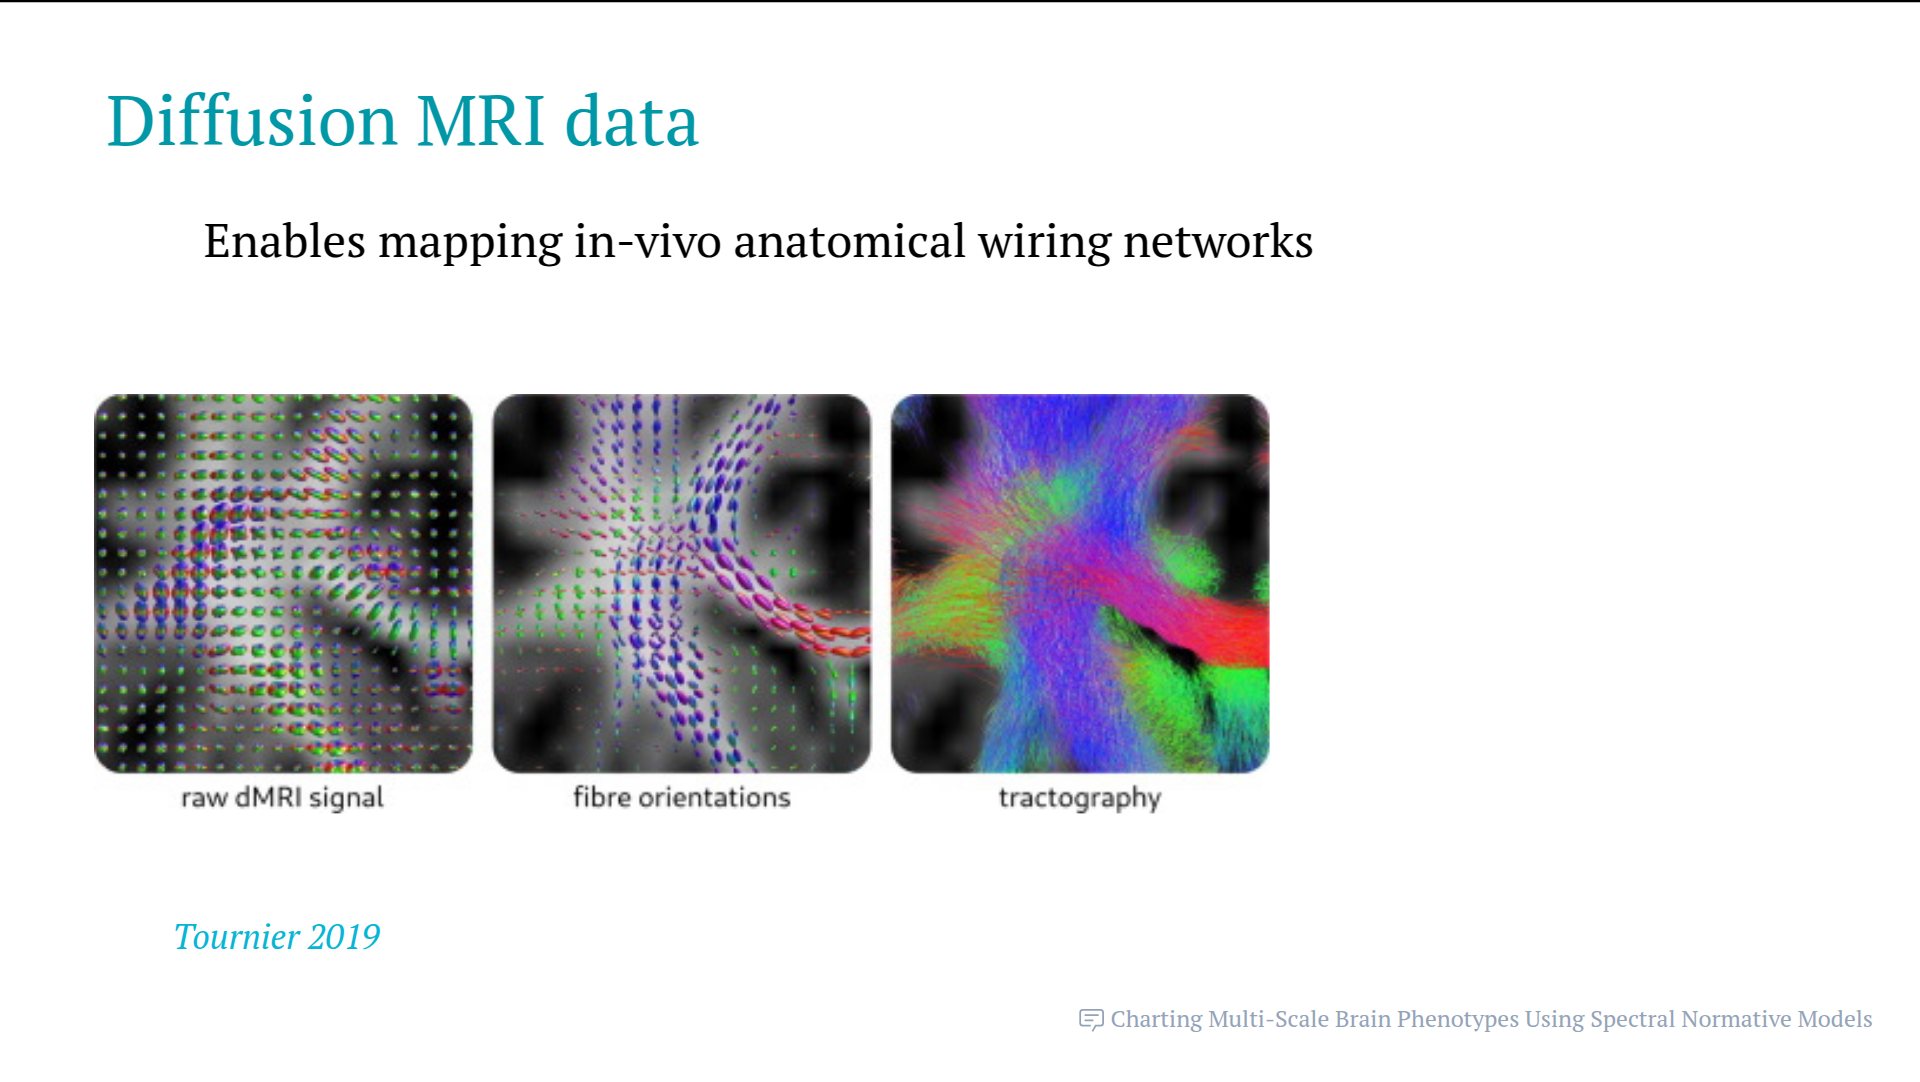 Diffusion MRI data
Enables mapping in-vivo anatomical wiring networks
raw dMRI signal
fibre orientations
tractography
Tournier 2019
Charting Multi-Scale Brain Phenotypes Using Spectral Normative Models